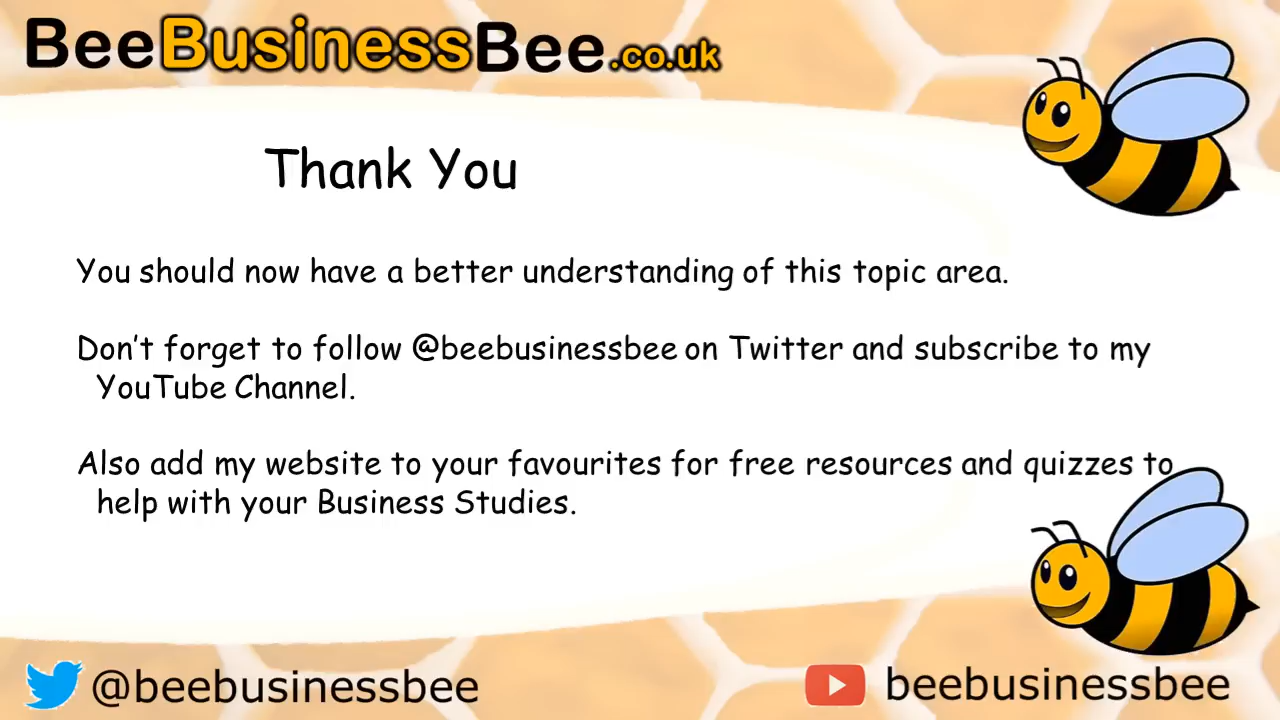 BeeBusinessBee.co.uk
Thank You
You should now have a better understanding of this topic area.
Don't forget to follow @beebusinessbee on Twitter and subscribe to my
YouTube Channel.
Also add my website to your favourites for free resources and quizzes to
help with your Business Studies.
@beebusinessbee
beebusinessbee